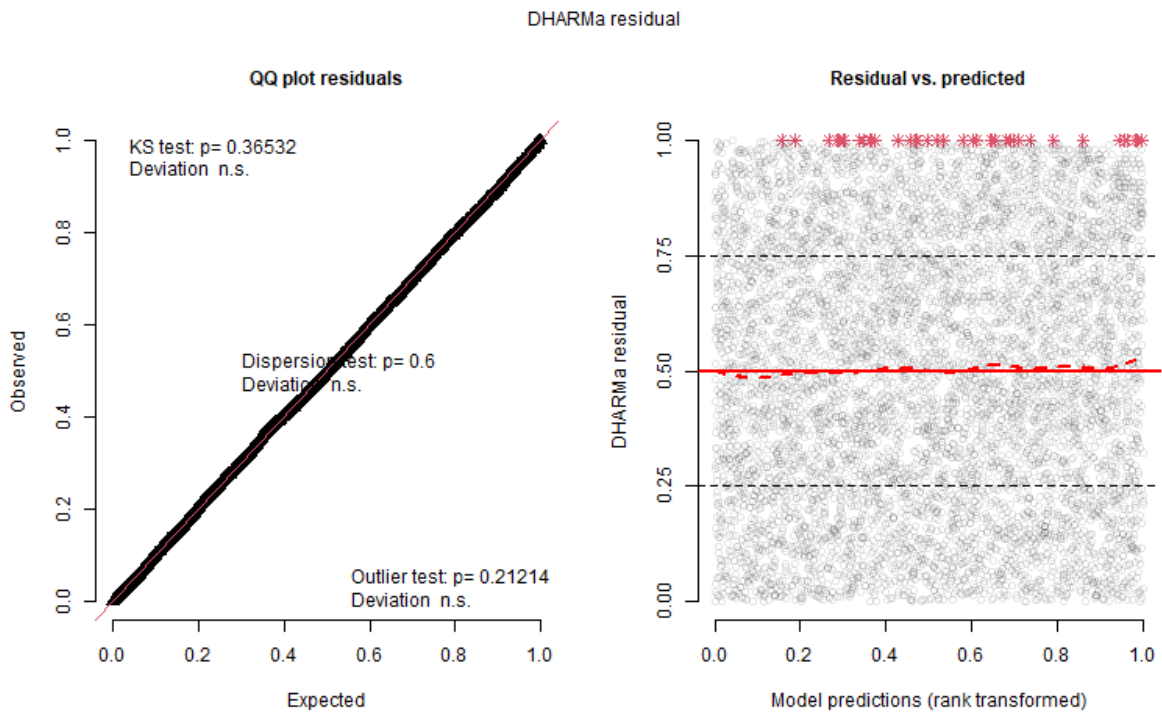 DHARMa residual
QQ plot residuals
KS test: p= 0.36532
Deviation n.s.
Dispersion test: p= 0.6
Deviation n.s.
Outlier test: p= 0.21214
Deviation n.s.
Observed
0.0
0.2
0.4
0.6
0.8
1.0
0.0 0.2 0.4 0.6 0.8 1.0
Expected
Residual vs. predicted
DHARMa residual
0.00
0.25
0.50
0.75
1.00
0.0 0.2 0.4 0.6 0.8 1.0
Model predictions (rank transformed)